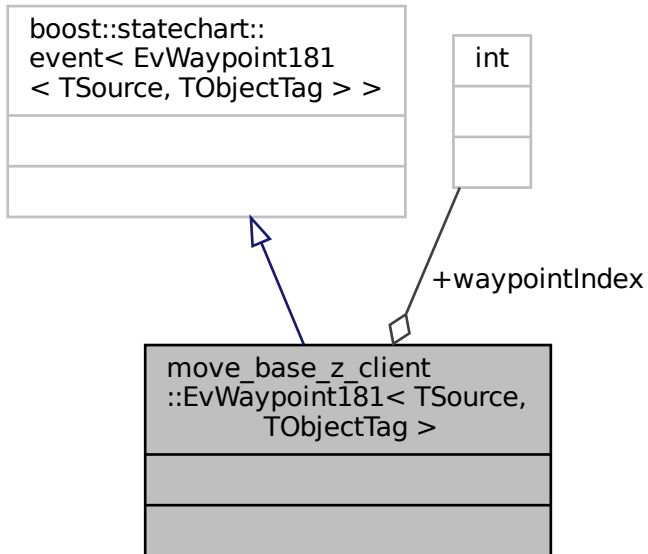 boost::statechart::
event< EvWaypoint181
< TSource, TObjectTag > >
int
+waypointIndex
move_base_z_client
::EvWaypoint181< TSource,
TObjectTag >